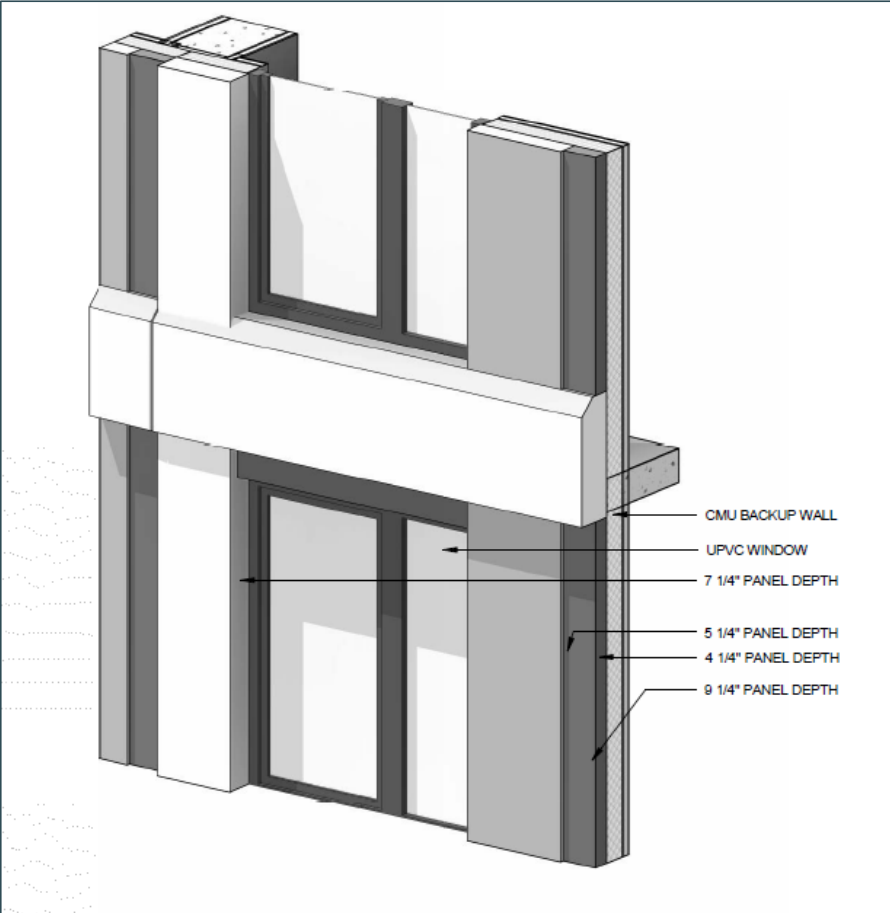 CMU BACKUP WALL
UPVC WINDOW
7 1/4" PANEL DEPTH
5 1/4" PANEL DEPTH
4 1/4" PANEL DEPTH
9 1/4" PANEL DEPTH